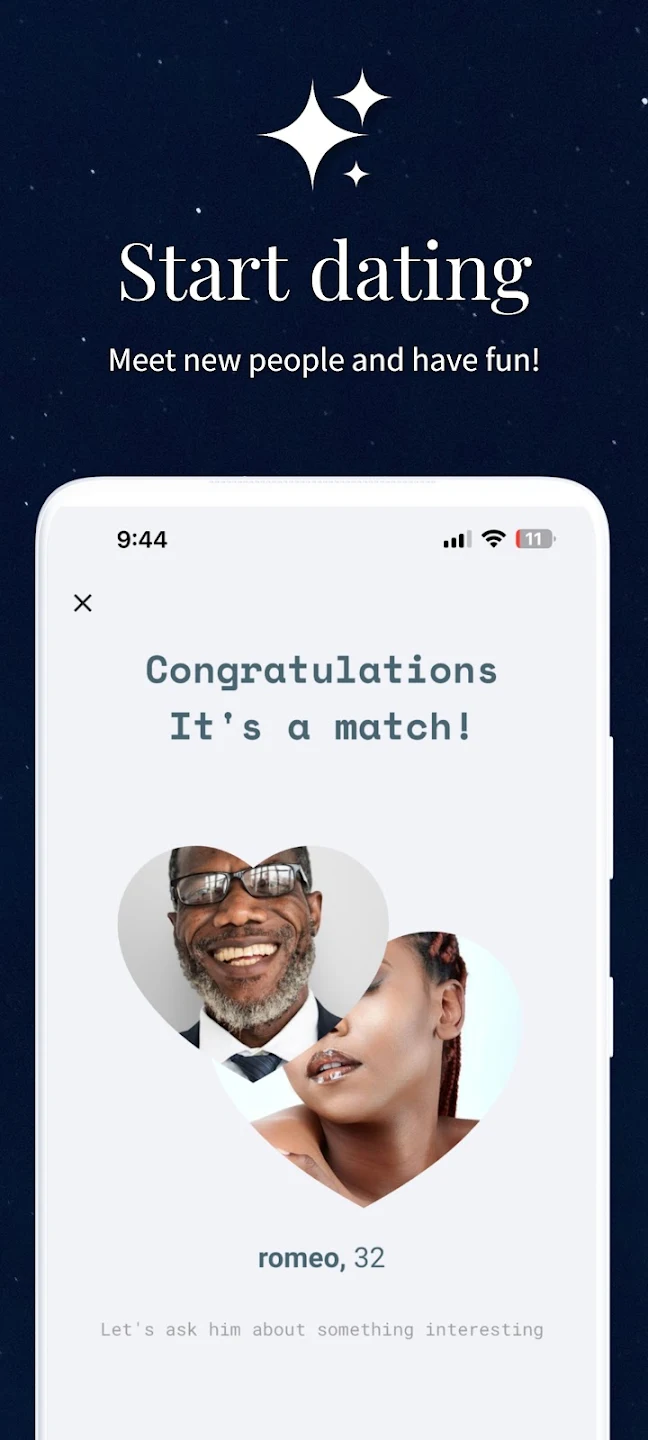 Start dating
Meet new people and have fun!
9:44
11
Congratulations
It's a match!
romeo, 32
Let's ask him about something interesting